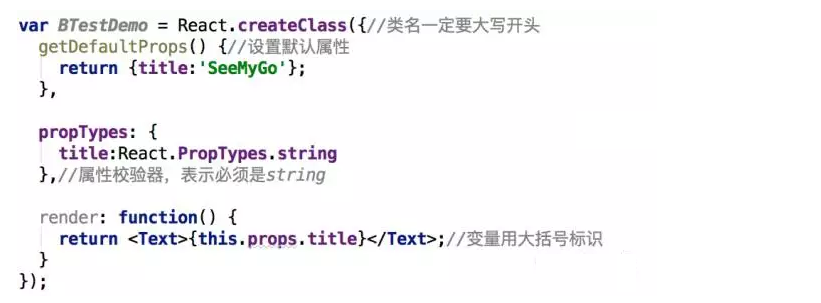 var BTestDemo = React.createClass({//类名一定要大写开头
  getDefaultProps() {//设置默认属性
    return {title:'SeeMyGo'};
  },

  propTypes: {
    title:React.PropTypes.string
  },//属性校验器，表示必须是string

  render: function() {
    return <Text>{this.props.title}</Text>;//变量用大括号标识
  }
});